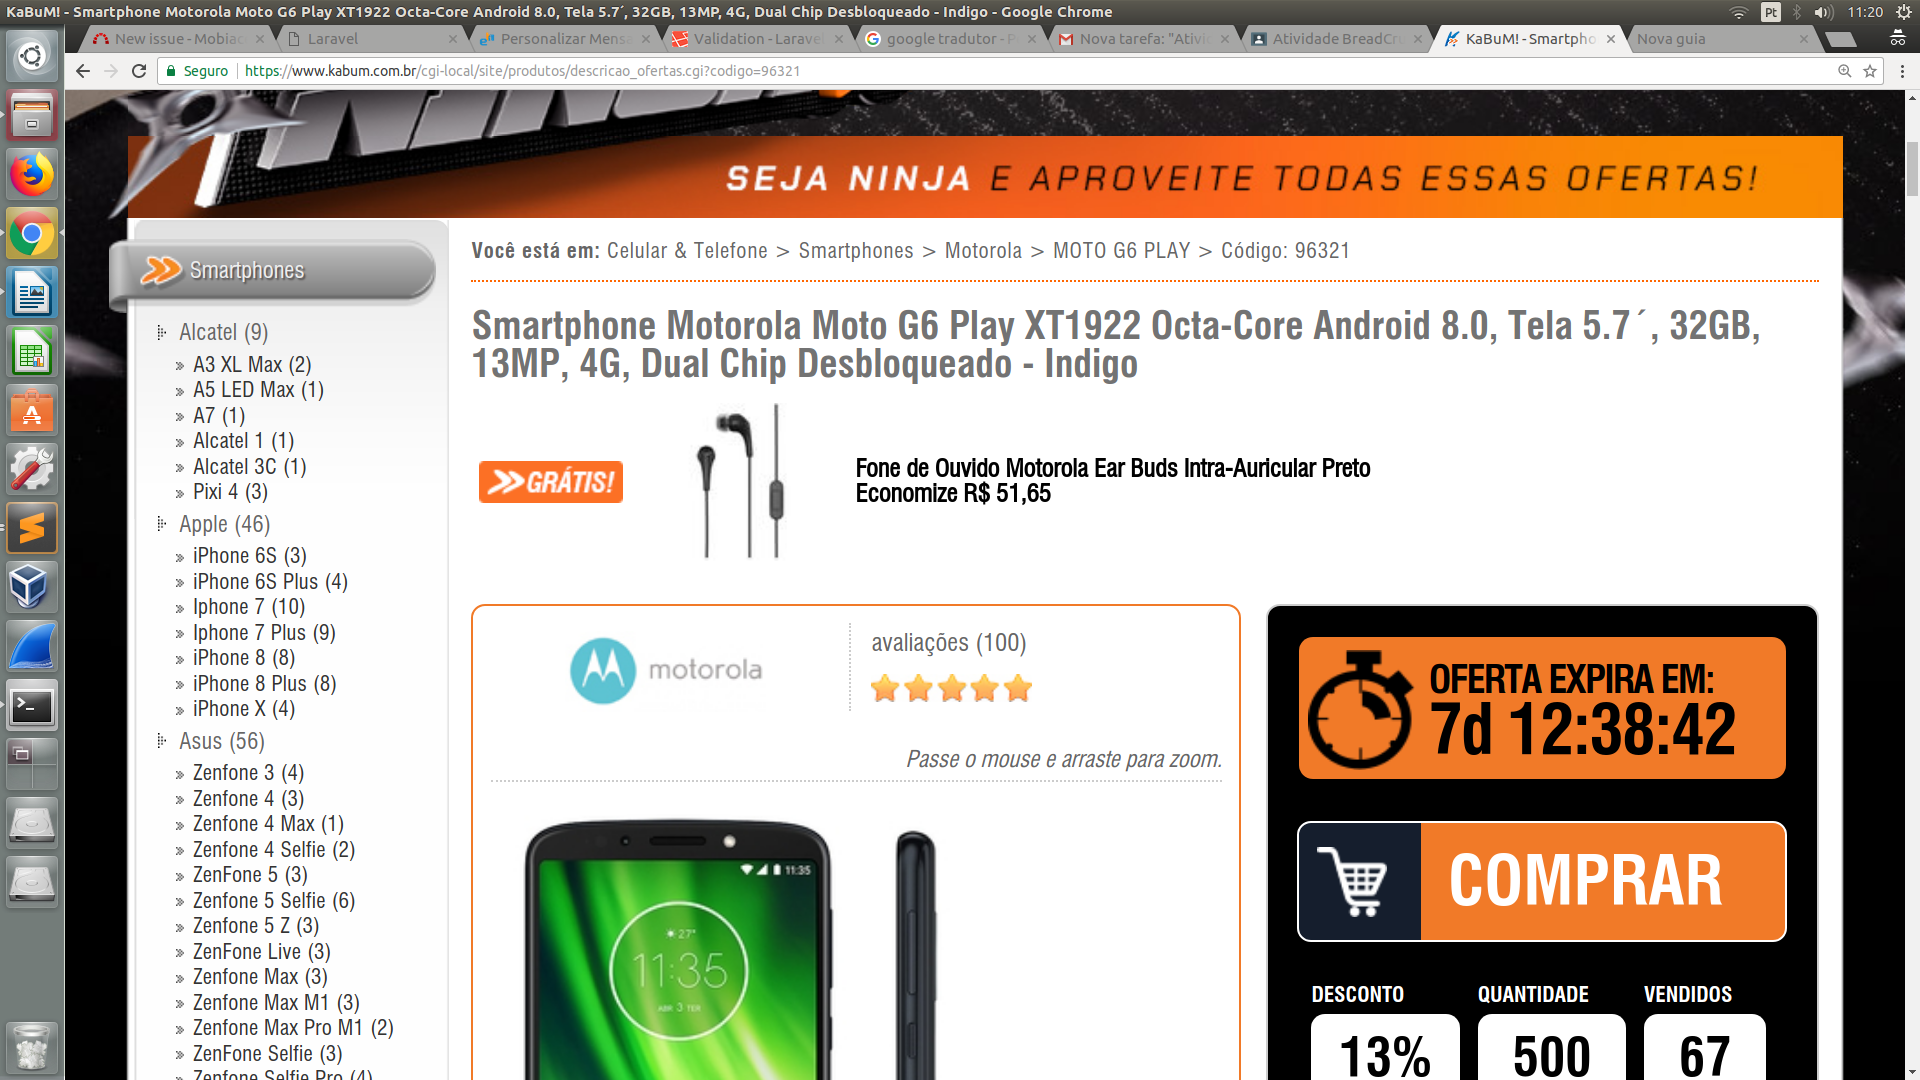 KaBuM! - Smartphone Motorola Moto G6 Play XT1922 Octa-Core Android 8.0, Tela 5.7´, 32GB, 13MP, 4G, Dual Chip Desbloqueado - Indigo - Google Chrome
Pt
11:20
New issue - Mobiac
Laravel
Personalizar Mensa
Validation - Laravel
google tradutor - P
Nova tarefa: "Ativi
Atividade BreadCr
KaBuM! - Smartpho
Nova guia
Seguro
https://www.kabum.com.br/cgi-local/site/produtos/descricao_ofertas.cgi?codigo=96321
SEJA NINJA E APROVEITE TODAS ESSAS OFERTAS!
Smartphones
Alcatel (9)
A3 XL Max (2)
A5 LED Max (1)
A7 (1)
Alcatel 1 (1)
Alcatel 3C (1)
Pixi 4 (3)
Apple (46)
iPhone 6S (3)
iPhone 6S Plus (4)
Iphone 7 (10)
Iphone 7 Plus (9)
iPhone 8 (8)
iPhone 8 Plus (8)
iPhone X (4)
Asus (56)
Zenfone 3 (4)
Zenfone 4 (3)
Zenfone 4 Max (1)
Zenfone 4 Selfie (2)
ZenFone 5 (3)
Zenfone 5 Selfie (6)
Zenfone 5 Z (3)
ZenFone Live (3)
Zenfone Max (3)
Zenfone Max M1 (3)
Zenfone Max Pro M1 (2)
ZenFone Selfie (3)
Zenfone Selfie Pro (4)
Você está em: Celular & Telefone > Smartphones > Motorola > MOTO G6 PLAY > Código: 96321
Smartphone Motorola Moto G6 Play XT1922 Octa-Core Android 8.0, Tela 5.7´, 32GB,
13MP, 4G, Dual Chip Desbloqueado - Indigo
GRÁTIS!
Fone de Ouvido Motorola Ear Buds Intra-Auricular Preto
Economize R$ 51,65
motorola
avaliações (100)
Passe o mouse e arraste para zoom.
11:35
27°
11:35
ABR 3 TER
OFERTA EXPIRA EM:
7d 12:38:42
COMPRAR
DESCONTO
QUANTIDADE
VENDIDOS
13%
500
67